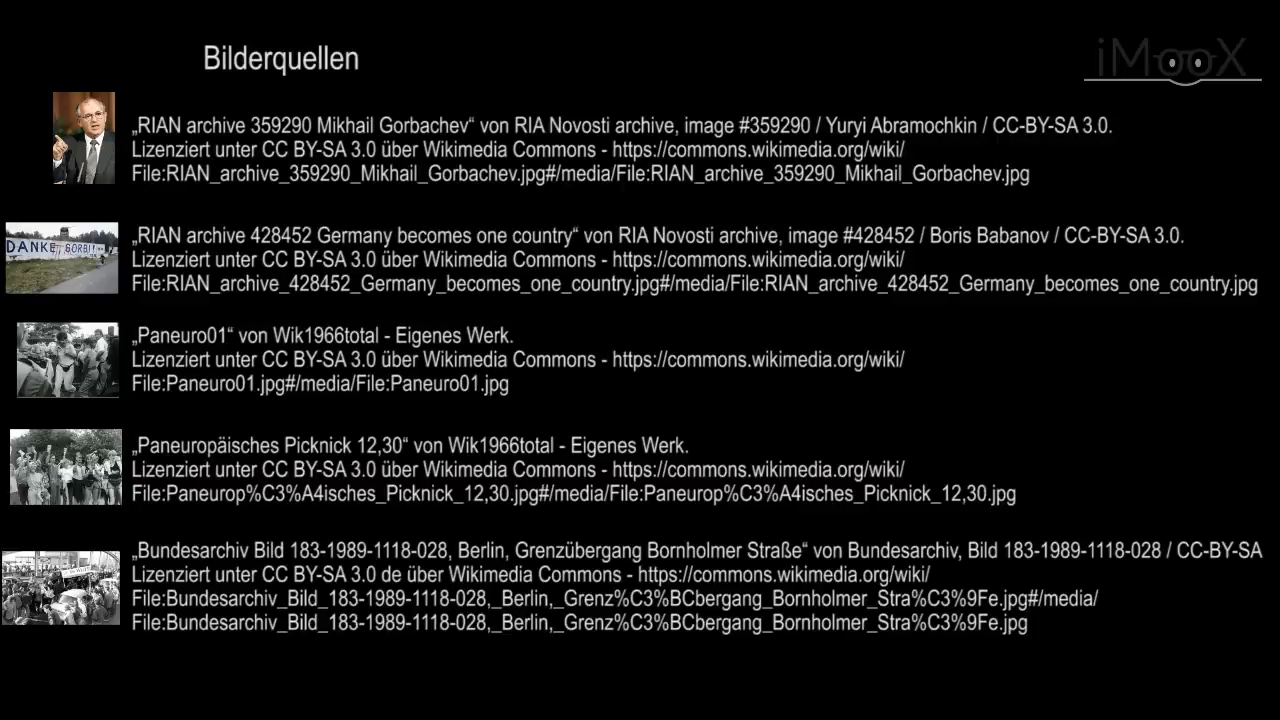 Bilderquellen
iMooX
„RIAN archive 359290 Mikhail Gorbachev“ von RIA Novosti archive, image #359290 / Yuryi Abramochkin / CC-BY-SA 3.0.
Lizenziert unter CC BY-SA 3.0 über Wikimedia Commons - https://commons.wikimedia.org/wiki/
File:RIAN_archive_359290_Mikhail_Gorbachev.jpg#/media/File:RIAN_archive_359290_Mikhail_Gorbachev.jpg
DANKE, GORBI!
„RIAN archive 428452 Germany becomes one country“ von RIA Novosti archive, image #428452 / Boris Babanov / CC-BY-SA 3.0.
Lizenziert unter CC BY-SA 3.0 über Wikimedia Commons - https://commons.wikimedia.org/wiki/
File:RIAN_archive_428452_Germany_becomes_one_country.jpg#/media/File:RIAN_archive_428452_Germany_becomes_one_country.jpg
„Paneuro01“ von Wik1966total - Eigenes Werk.
Lizenziert unter CC BY-SA 3.0 über Wikimedia Commons - https://commons.wikimedia.org/wiki/
File:Paneuro01.jpg#/media/File:Paneuro01.jpg
„Paneuropäisches Picknick 12,30“ von Wik1966total - Eigenes Werk.
Lizenziert unter CC BY-SA 3.0 über Wikimedia Commons - https://commons.wikimedia.org/wiki/
File:Paneurop%C3%A4isches_Picknick_12,30.jpg#/media/File:Paneurop%C3%A4isches_Picknick_12,30.jpg
„Bundesarchiv Bild 183-1989-1118-028, Berlin, Grenzübergang Bornholmer Straße“ von Bundesarchiv, Bild 183-1989-1118-028 / CC-BY-SA
Lizenziert unter CC BY-SA 3.0 de über Wikimedia Commons - https://commons.wikimedia.org/wiki/
File:Bundesarchiv_Bild_183-1989-1118-028,_Berlin,_Grenz%C3%BCbergang_Bornholmer_Stra%C3%9Fe.jpg#/media/
File:Bundesarchiv_Bild_183-1989-1118-028,_Berlin,_Grenz%C3%BCbergang_Bornholmer_Stra%C3%9Fe.jpg